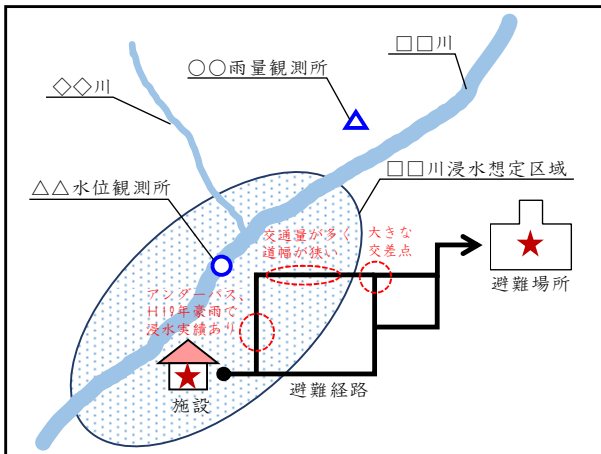 □□川
○○雨量観測所
◇◇川
□□川浸水想定区域
△△水位観測所
交通量が多く
道幅が狭い
大きな
交差点
避難場所
アンダーパス、
H19年豪雨で
浸水実績あり
施設
避難経路